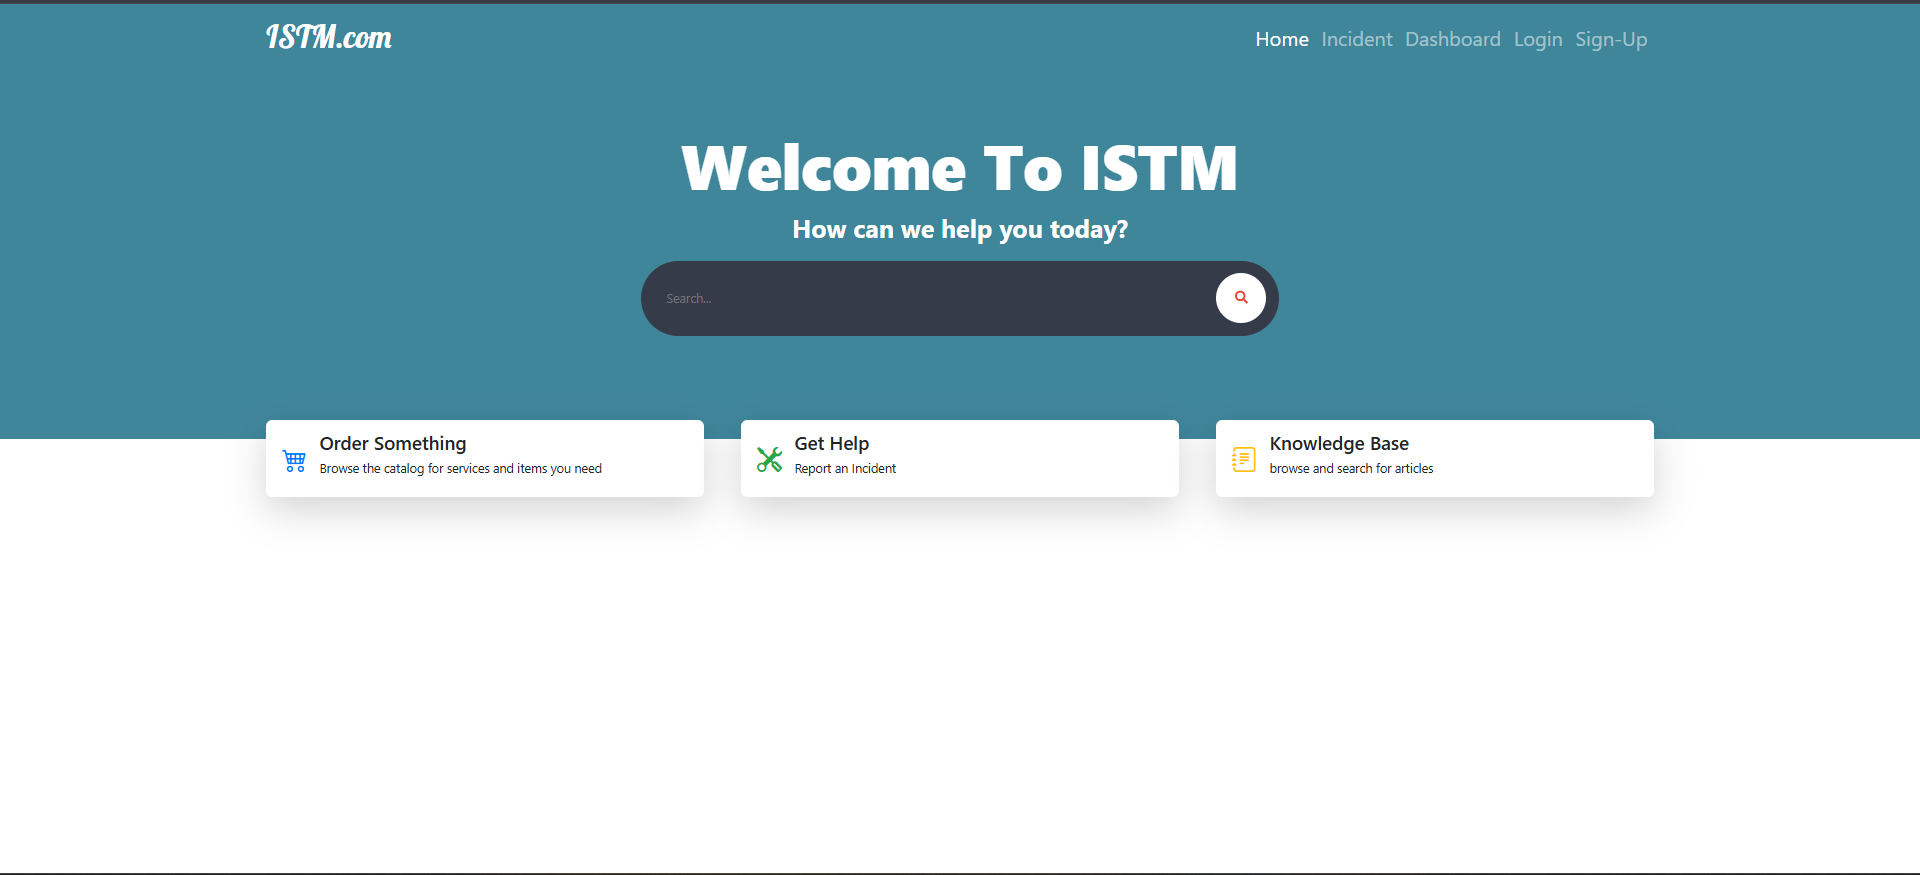 ISTM.com
Home Incident Dashboard Login Sign-Up
Welcome To ISTM
How can we help you today?
Search...
Order Something
Browse the catalog for services and items you need
Get Help
Report an Incident
Knowledge Base
browse and search for articles